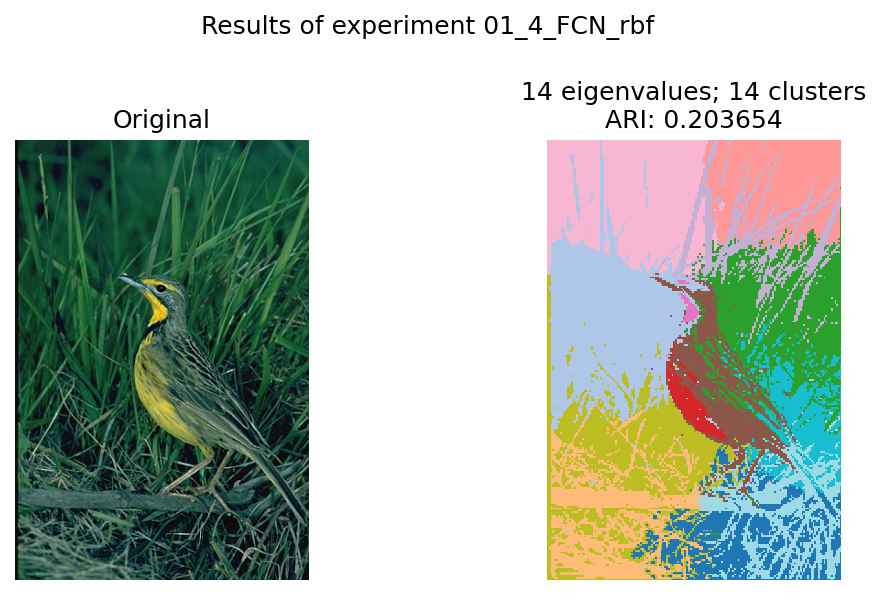 Results of experiment 01_4_FCN_rbf
Original
14 eigenvalues; 14 clusters
ARI: 0.203654